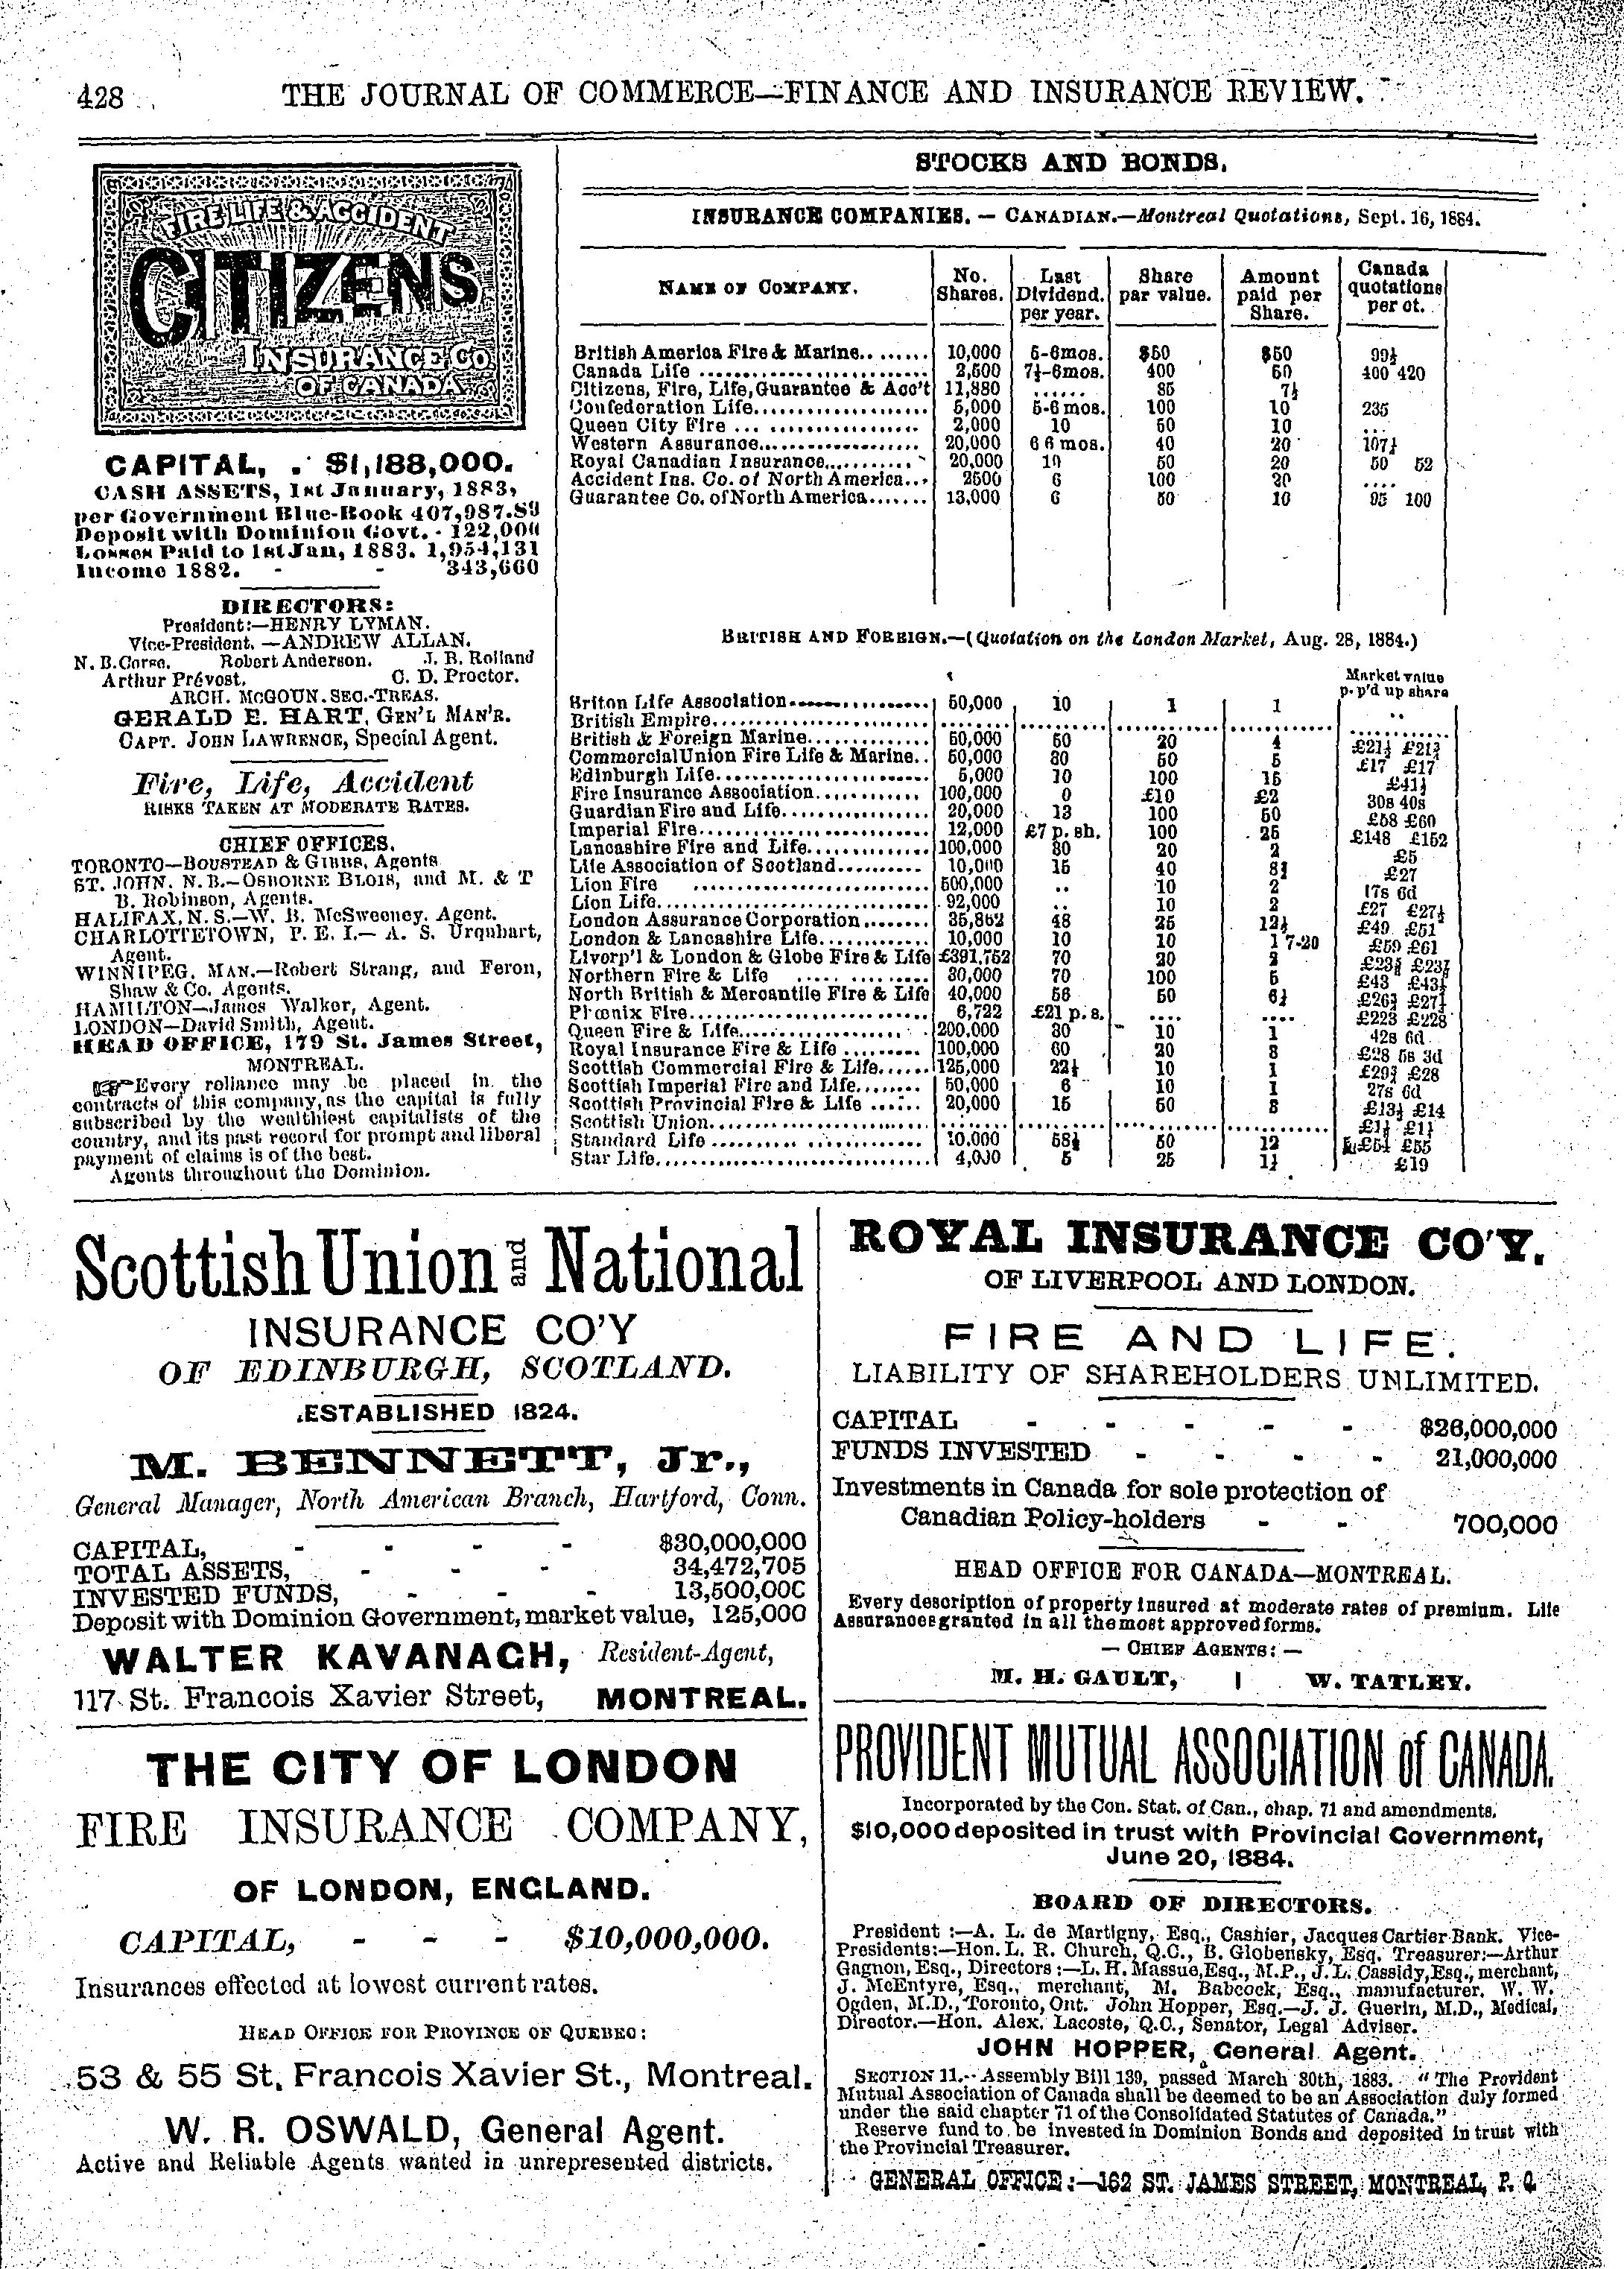 428
THE JOURNAL OF COMMERCE—FINANCE AND INSURANCE REVIEW.
FIRE LIFE & ACCIDENT
CITIZENS
INSURANCE CO
OF CANADA
CAPITAL, . $1,188,000.
CASH ASSETS, 1st January, 1883,
per Government Blue-Book 407,987.89
Deposit with Dominion Govt. - 122,000
Losses Paid to 1st Jan, 1883. 1,954,131
Income 1882. - - 343,660
DIRECTORS:
President:—HENRY LYMAN.
Vice-President, —ANDREW ALLAN.
N. B. Corse. Robert Anderson. J. B. Rolland
Arthur Prévost. C. D. Proctor.
ARCH. McGOUN. SEC.-TREAS.
GERALD E. HART, GEN'L MAN'R.
CAPT. JOHN LAWRENCE, Special Agent.
Fire, Life, Accident
RISKS TAKEN AT MODERATE RATES.
CHIEF OFFICES.
TORONTO—BOUSTEAD & GIBBS, Agents
ST. JOHN. N. B.—OSBORNE BLOIS, and M. & T
B. Robinson, Agents.
HALIFAX, N. S.—W. B. McSweeney. Agent.
CHARLOTTETOWN, P. E. I.— A. S. Urquhart,
Agent.
WINNIPEG, MAN.—Robert Strang, and Feron,
Shaw & Co. Agents.
HAMILTON—James Walker, Agent.
LONDON—David Smith, Agent.
HEAD OFFICE, 179 St. James Street,
MONTREAL.
Every reliance may be placed in the
contracts of this company, as the capital is fully
subscribed by the wealthiest capitalists of the
country, and its past record for prompt and liberal
payment of claims is of the best.
Agents throughout the Dominion.
STOCKS AND BONDS.
INSURANCE COMPANIES. — CANADIAN.—Montreal Quotations, Sept. 16, 1884.
NAME OF COMPANY. No. Shares. Last Dividend. per year. Share par value. Amount paid per Share. Canada quotations per ct.
British America Fire & Marine........ 10,000 5-6mos. $50 $50 99½
Canada Life ........ 2,500 7½-6mos. 400 50 400 420
Citizens, Fire, Life, Guarantee & Acc't 11,880 ...... 85 7½
Confederation Life........ 5,000 5-6 mos. 100 10 235
Queen City Fire ........ 2,000 10 50 10 ...
Western Assurance........ 20,000 6 6 mos. 40 20 107½
Royal Canadian Insurance........ 20,000 10 50 20 50 52
Accident Ins. Co. of North America... 2500 6 100 20 ....
Guarantee Co. of North America....... 13,000 6 50 10 95 100
BRITISH AND FOREIGN.—(Quotation on the London Market, Aug. 28, 1884.)
Market value
p. p'd up share
Briton Life Association........ 50,000 10 1 1 ..
British Empire........
British & Foreign Marine........ 50,000 50 20 4 £21½ £21¾
Commercial Union Fire Life & Marine.. 50,000 30 50 5 £17 £17
Edinburgh Life........ 5,000 10 100 15 £41½
Fire Insurance Association........ 100,000 0 £10 £2 30s 40s
Guardian Fire and Life........ 20,000 13 100 50 £58 £60
Imperial Fire........ 12,000 £7 p. sh. 100 25 £148 £152
Lancashire Fire and Life........ 100,000 30 20 2 £5
Life Association of Scotland........ 10,000 15 40 8¾ £27
Lion Fire ........ 500,000 .. 10 2 17s 6d
Lion Life........ 92,000 .. 10 2 £27 £27½
London Assurance Corporation........ 35,862 48 25 12½ £49 £51
London & Lancashire Life........ 10,000 10 10 1 7-20 £59 £61
Liverp'l & London & Globe Fire & Life £391,752 70 20 2 £23⅜ £23⅞
Northern Fire & Life ........ 30,000 70 100 5 £43 £43½
North British & Mercantile Fire & Life 40,000 56 50 6¼ £26¾ £27¼
Phœnix Fire........ 6,722 £21 p. s. .... .... £223 £228
Queen Fire & Life........ 200,000 30 10 1 42s 6d
Royal Insurance Fire & Life ........ 100,000 60 20 3 £28 5s 3d
Scottish Commercial Fire & Life ........ 125,000 22½ 10 1 £29¾ £28
Scottish Imperial Fire and Life........ 50,000 6 10 1 27s 6d
Scottish Provincial Fire & Life ...... 20,000 15 50 3 £13½ £14
Scottish Union........ £1½ £1½
Standard Life ........ 10,000 58½ 50 12 £54 £55
Star Life........ 4,000 5 25 1¼ £19
Scottish Union and National
INSURANCE CO'Y
OF EDINBURGH, SCOTLAND.
ESTABLISHED 1824.
M. BENNETT, Jr.,
General Manager, North American Branch, Hartford, Conn.
CAPITAL, - - - - $30,000,000
TOTAL ASSETS, - - - 34,472,705
INVESTED FUNDS, - - - 13,500,000
Deposit with Dominion Government, market value, 125,000
WALTER KAVANAGH, Resident-Agent,
117 St. Francois Xavier Street, MONTREAL.
THE CITY OF LONDON
FIRE INSURANCE COMPANY,
OF LONDON, ENGLAND.
CAPITAL, - - - $10,000,000.
Insurances effected at lowest current rates.
HEAD OFFICE FOR PROVINCE OF QUEBEC:
53 & 55 St. Francois Xavier St., Montreal.
W. R. OSWALD, General Agent.
Active and Reliable Agents wanted in unrepresented districts.
ROYAL INSURANCE CO'Y.
OF LIVERPOOL AND LONDON.
FIRE AND LIFE.
LIABILITY OF SHAREHOLDERS UNLIMITED.
CAPITAL - - - - - $26,000,000
FUNDS INVESTED - - - - 21,000,000
Investments in Canada for sole protection of
Canadian Policy-holders - - 700,000
HEAD OFFICE FOR CANADA—MONTREAL.
Every description of property insured at moderate rates of premium. Life
Assurances granted in all the most approved forms.
— CHIEF AGENTS: —
M. H. GAULT, | W. TATLEY.
PROVIDENT MUTUAL ASSOCIATION of CANADA.
Incorporated by the Con. Stat. of Can., chap. 71 and amendments.
$10,000 deposited in trust with Provincial Government,
June 20, 1884.
BOARD OF DIRECTORS.
President :—A. L. de Martigny, Esq., Cashier, Jacques Cartier Bank. Vice-
Presidents:—Hon. L. R. Church, Q.C., B. Globensky, Esq. Treasurer:—Arthur
Gagnon, Esq., Directors :—L. H. Massue, Esq., M.P., J. L. Cassidy, Esq., merchant,
J. McEntyre, Esq., merchant, M. Babcock, Esq., manufacturer. W. W.
Ogden, M.D., Toronto, Ont. John Hopper, Esq.—J. J. Guerin, M.D., Medical,
Director.—Hon. Alex. Lacoste, Q.C., Senator, Legal Adviser.
JOHN HOPPER, General Agent.
SECTION 11.-- Assembly Bill 139, passed March 30th, 1883. "The Provident
Mutual Association of Canada shall be deemed to be an Association duly formed
under the said chapter 71 of the Consolidated Statutes of Canada."
Reserve fund to be invested in Dominion Bonds and deposited in trust with
the Provincial Treasurer.
GENERAL OFFICE:—162 ST. JAMES STREET, MONTREAL, P. Q